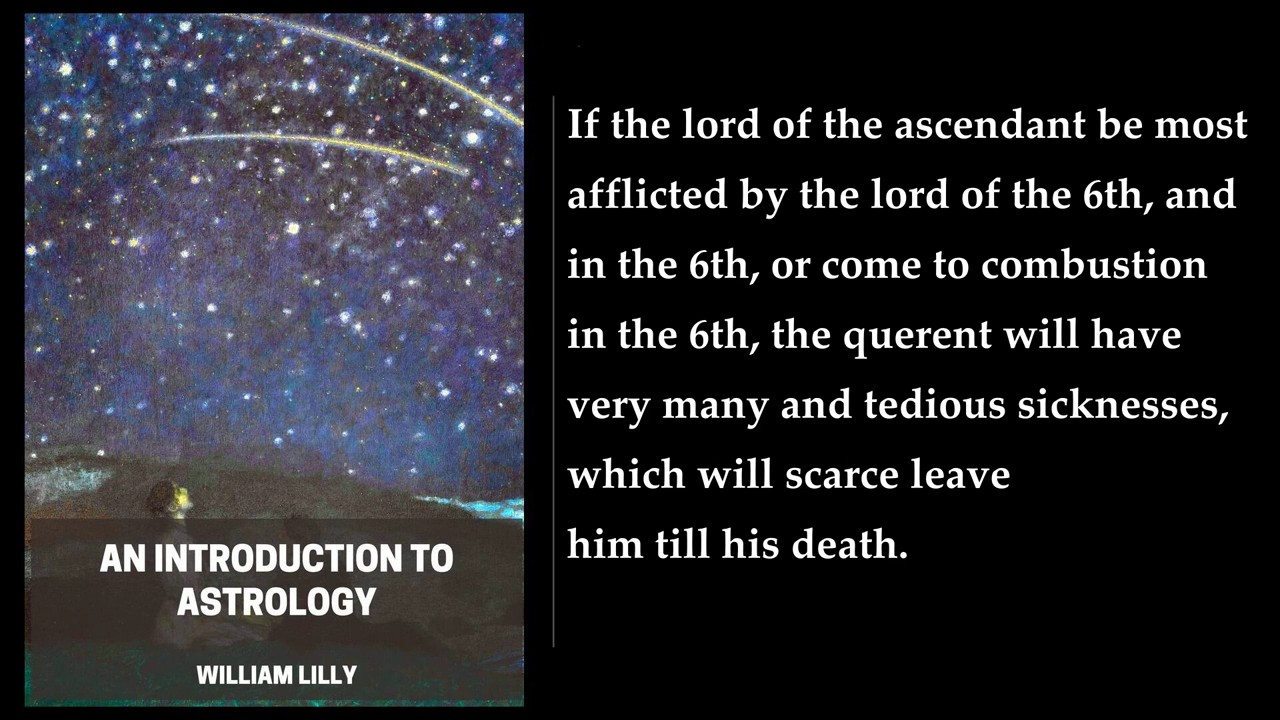 AN INTRODUCTION TO
ASTROLOGY
WILLIAM LILLY
If the lord of the ascendant be most
afflicted by the lord of the 6th, and
in the 6th, or come to combustion
in the 6th, the querent will have
very many and tedious sicknesses,
which will scarce leave
him till his death.